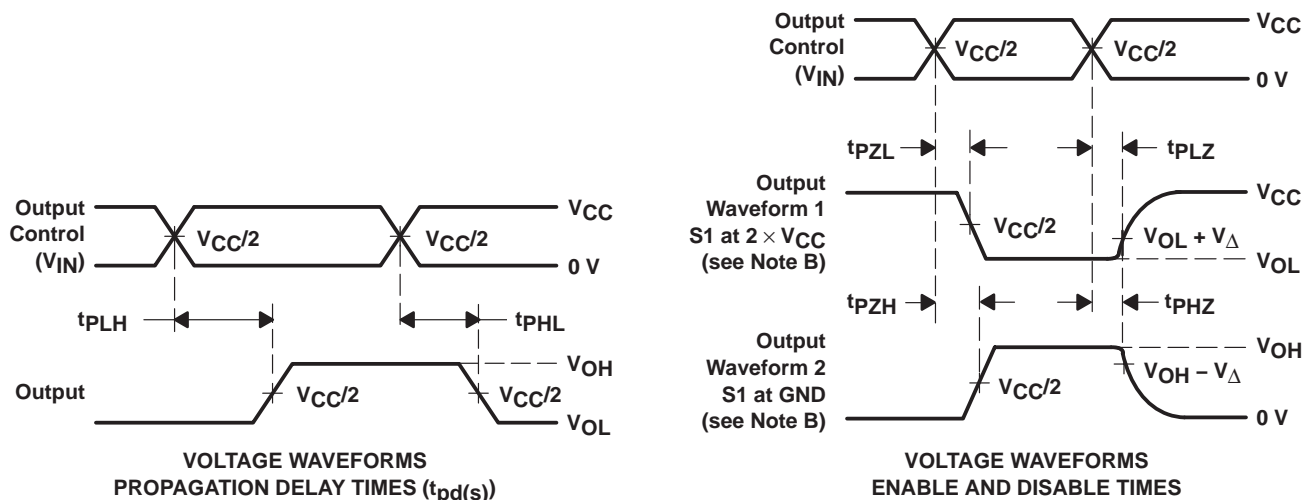 Output
Control
(VIN)
VCC
VCC/2
VCC/2
0 V
tPLH
tPHL
Output
VOH
VCC/2
VCC/2
VOL
VOLTAGE WAVEFORMS
PROPAGATION DELAY TIMES (tpd(s))
Output
Control
(VIN)
VCC
VCC/2
VCC/2
0 V
tPZL
tPLZ
Output
Waveform 1
S1 at 2 × VCC
(see Note B)
VCC
VCC/2
VOL + VΔ
VOL
tPZH
tPHZ
Output
Waveform 2
S1 at GND
(see Note B)
VOH
VOH − VΔ
VCC/2
0 V
VOLTAGE WAVEFORMS
ENABLE AND DISABLE TIMES